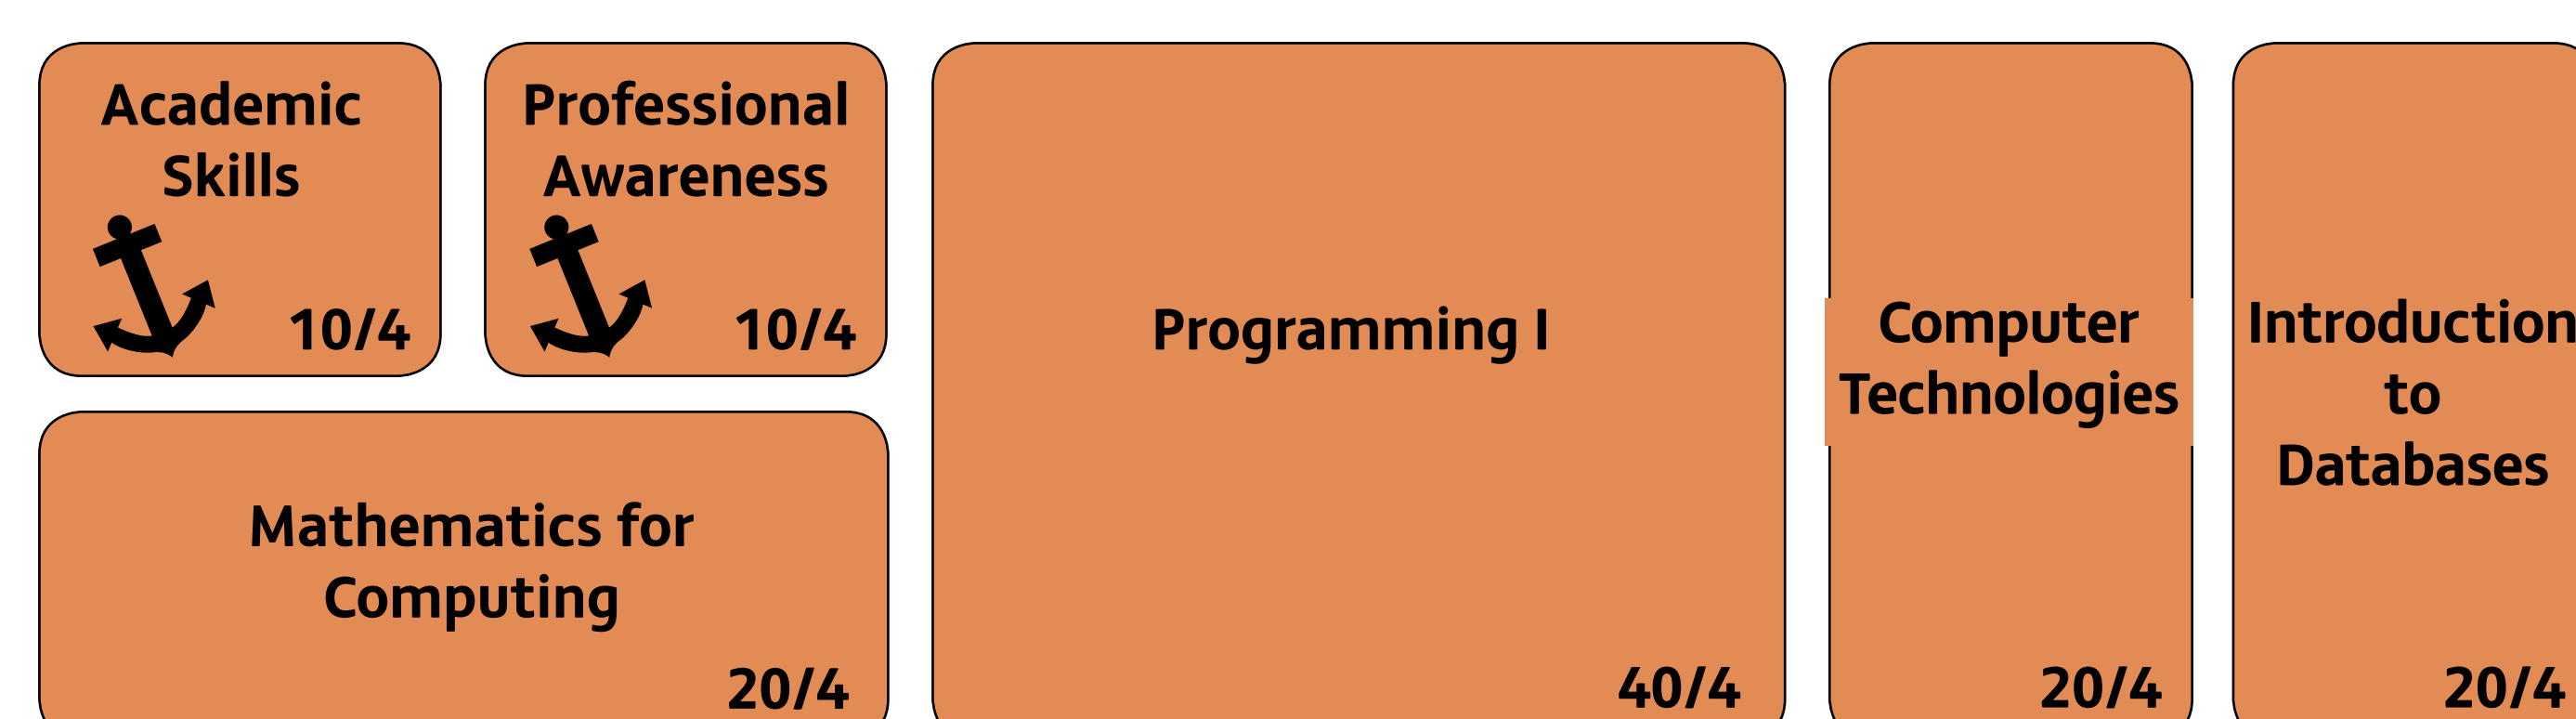 Academic
Skills
10/4
Professional
Awareness
10/4
Mathematics for
Computing
20/4
Programming I
40/4
Computer
Technologies
20/4
Introduction
to
Databases
20/4